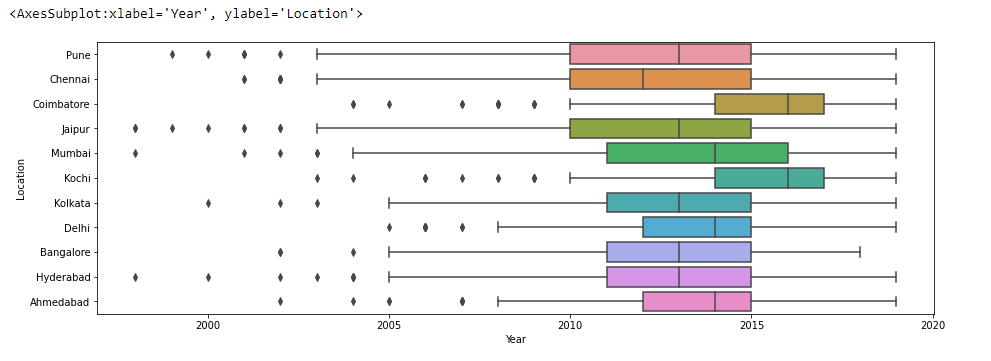 <AxesSubplot:xlabel='Year', ylabel='Location'>
Pune
Chennai
Coimbatore
Jaipur
Mumbai
Kochi
Kolkata
Delhi
Bangalore
Hyderabad
Ahmedabad
Location
2000 2005 2010 2015 2020
Year